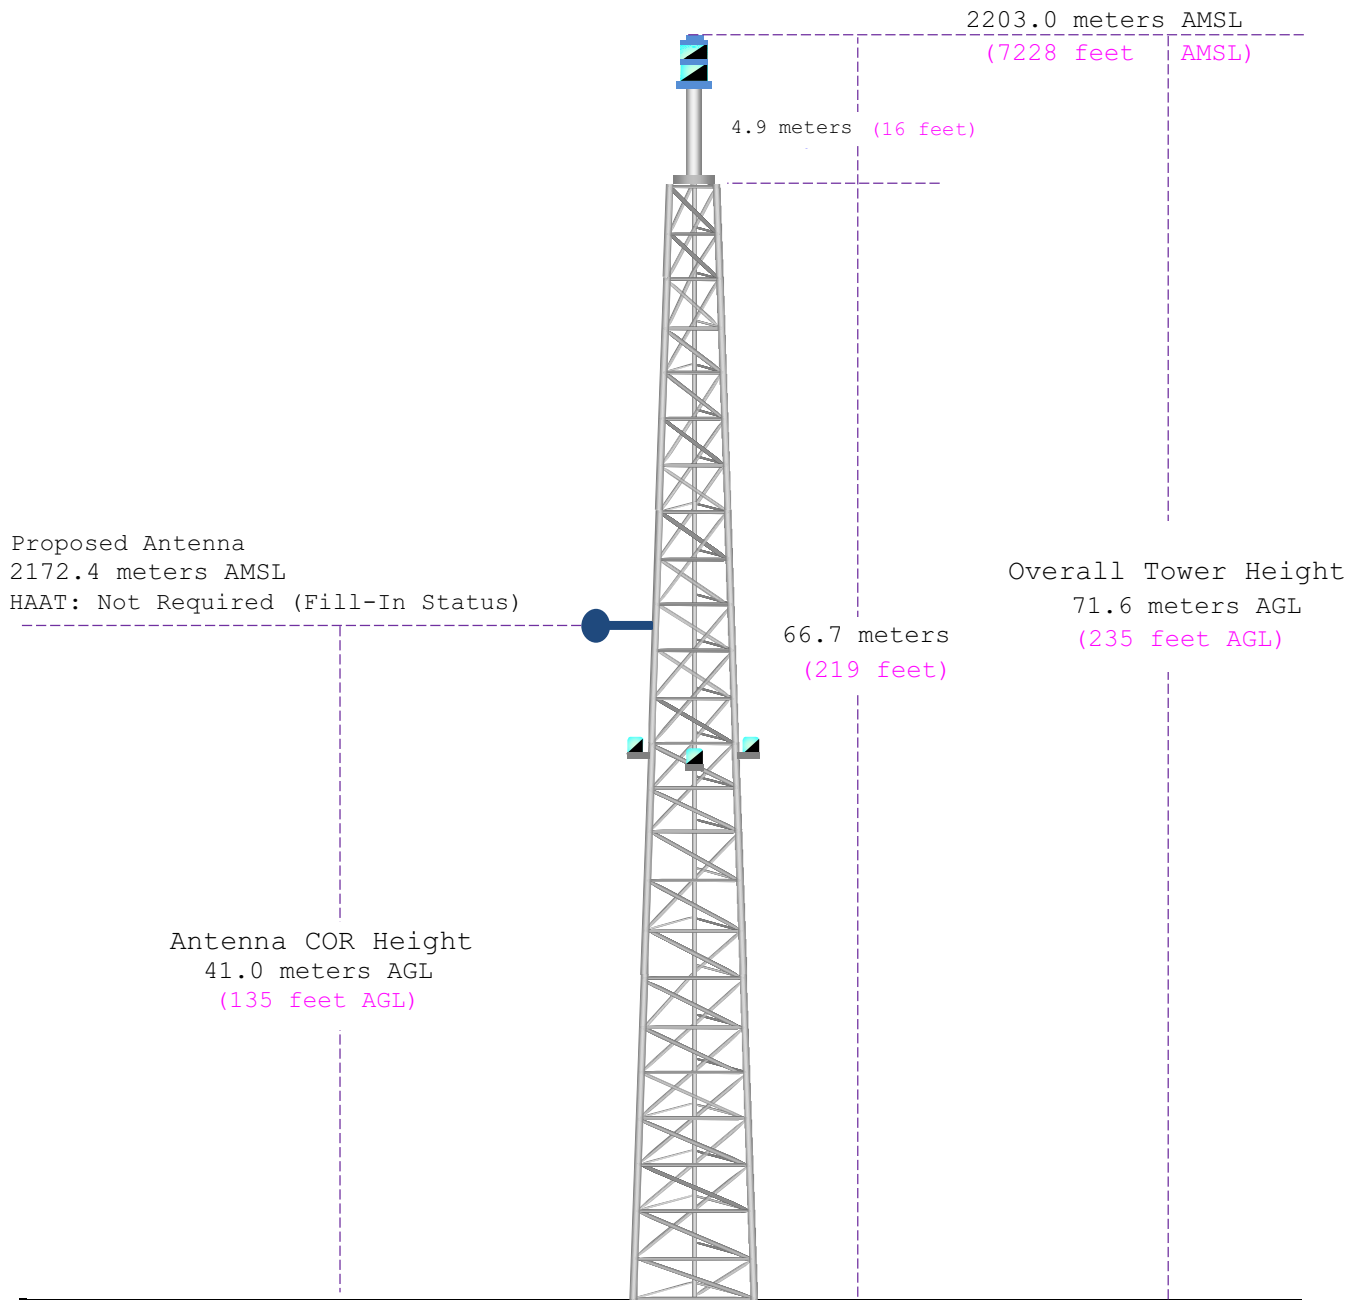 2203.0 meters AMSL
(7228 feet AMSL)
4.9 meters (16 feet)
Proposed Antenna
2172.4 meters AMSL
HAAT: Not Required (Fill-In Status)
Overall Tower Height
71.6 meters AGL
(235 feet AGL)
66.7 meters
(219 feet)
Antenna COR Height
41.0 meters AGL
(135 feet AGL)